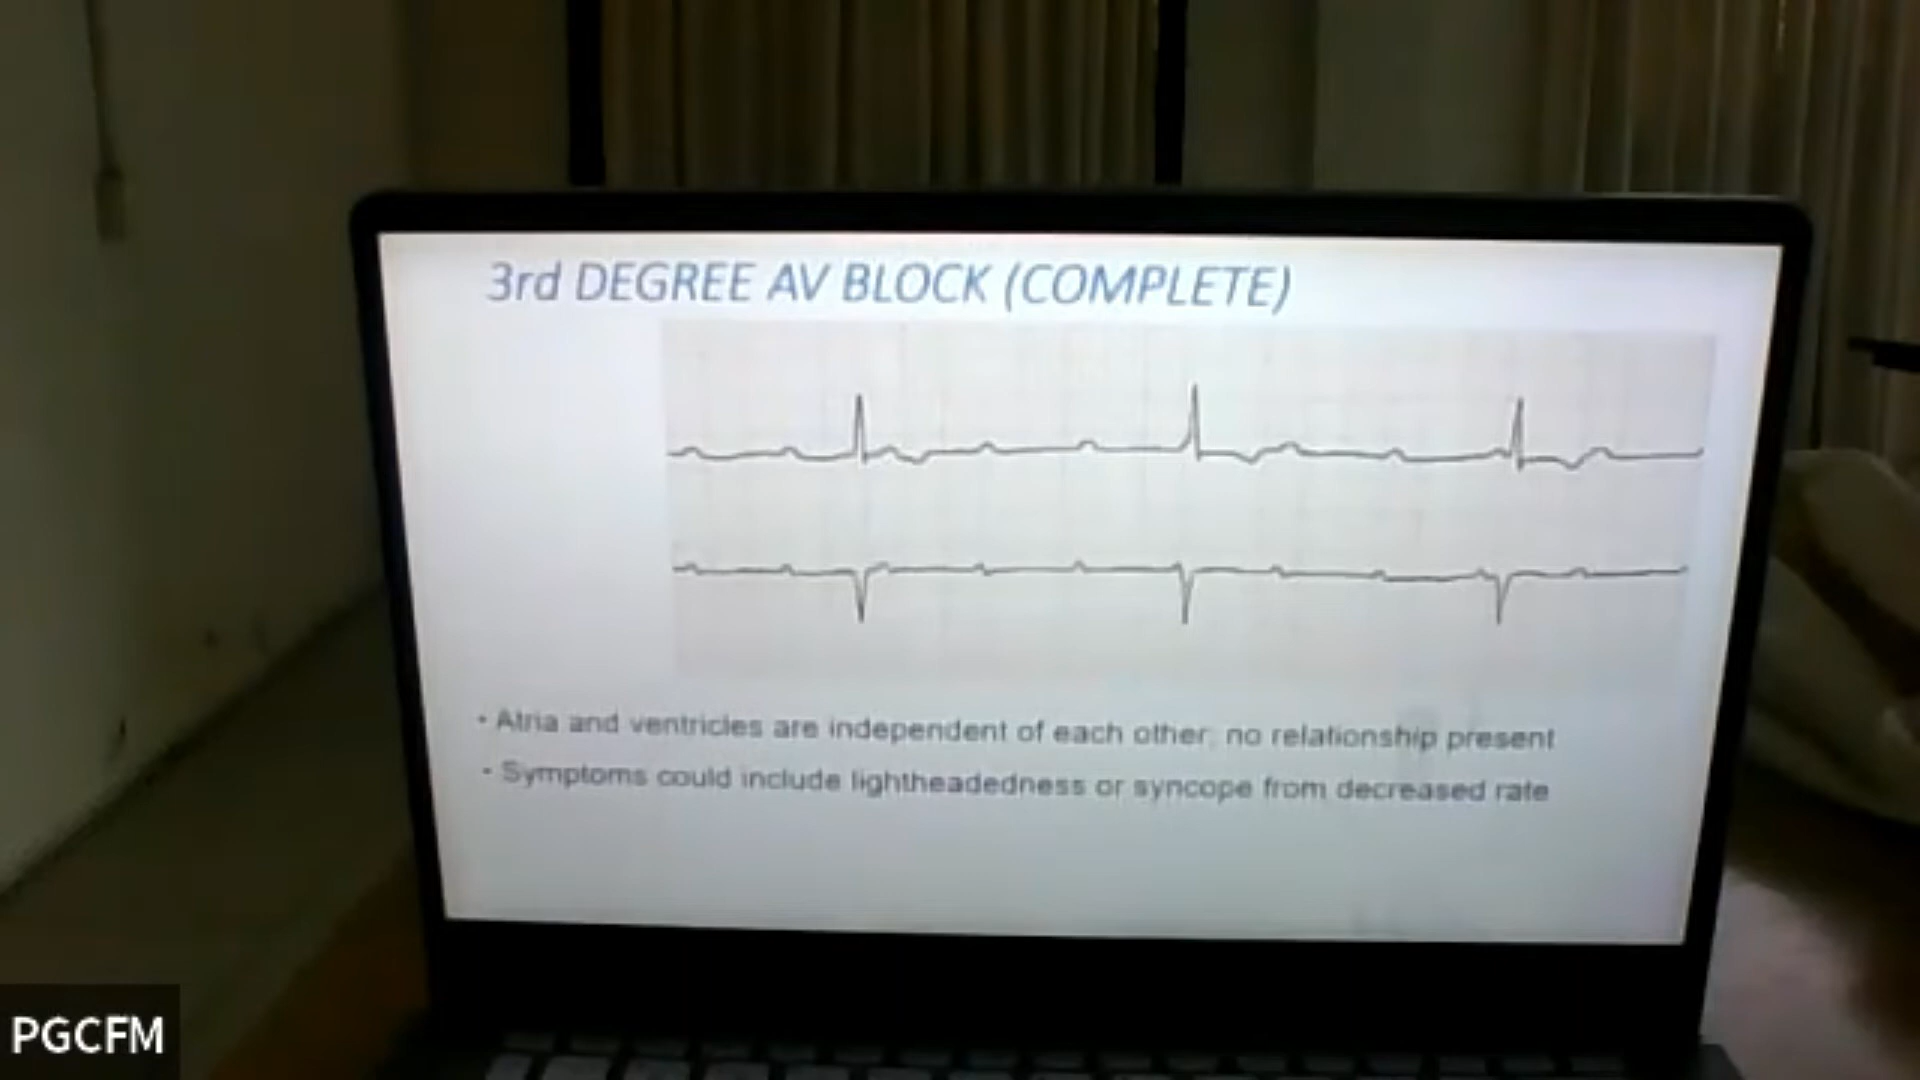 3rd DEGREE AV BLOCK (COMPLETE)
• Atria and ventricles are independent of each other; no relationship present
• Symptoms could include lightheadedness or syncope from decreased rate
PGCFM